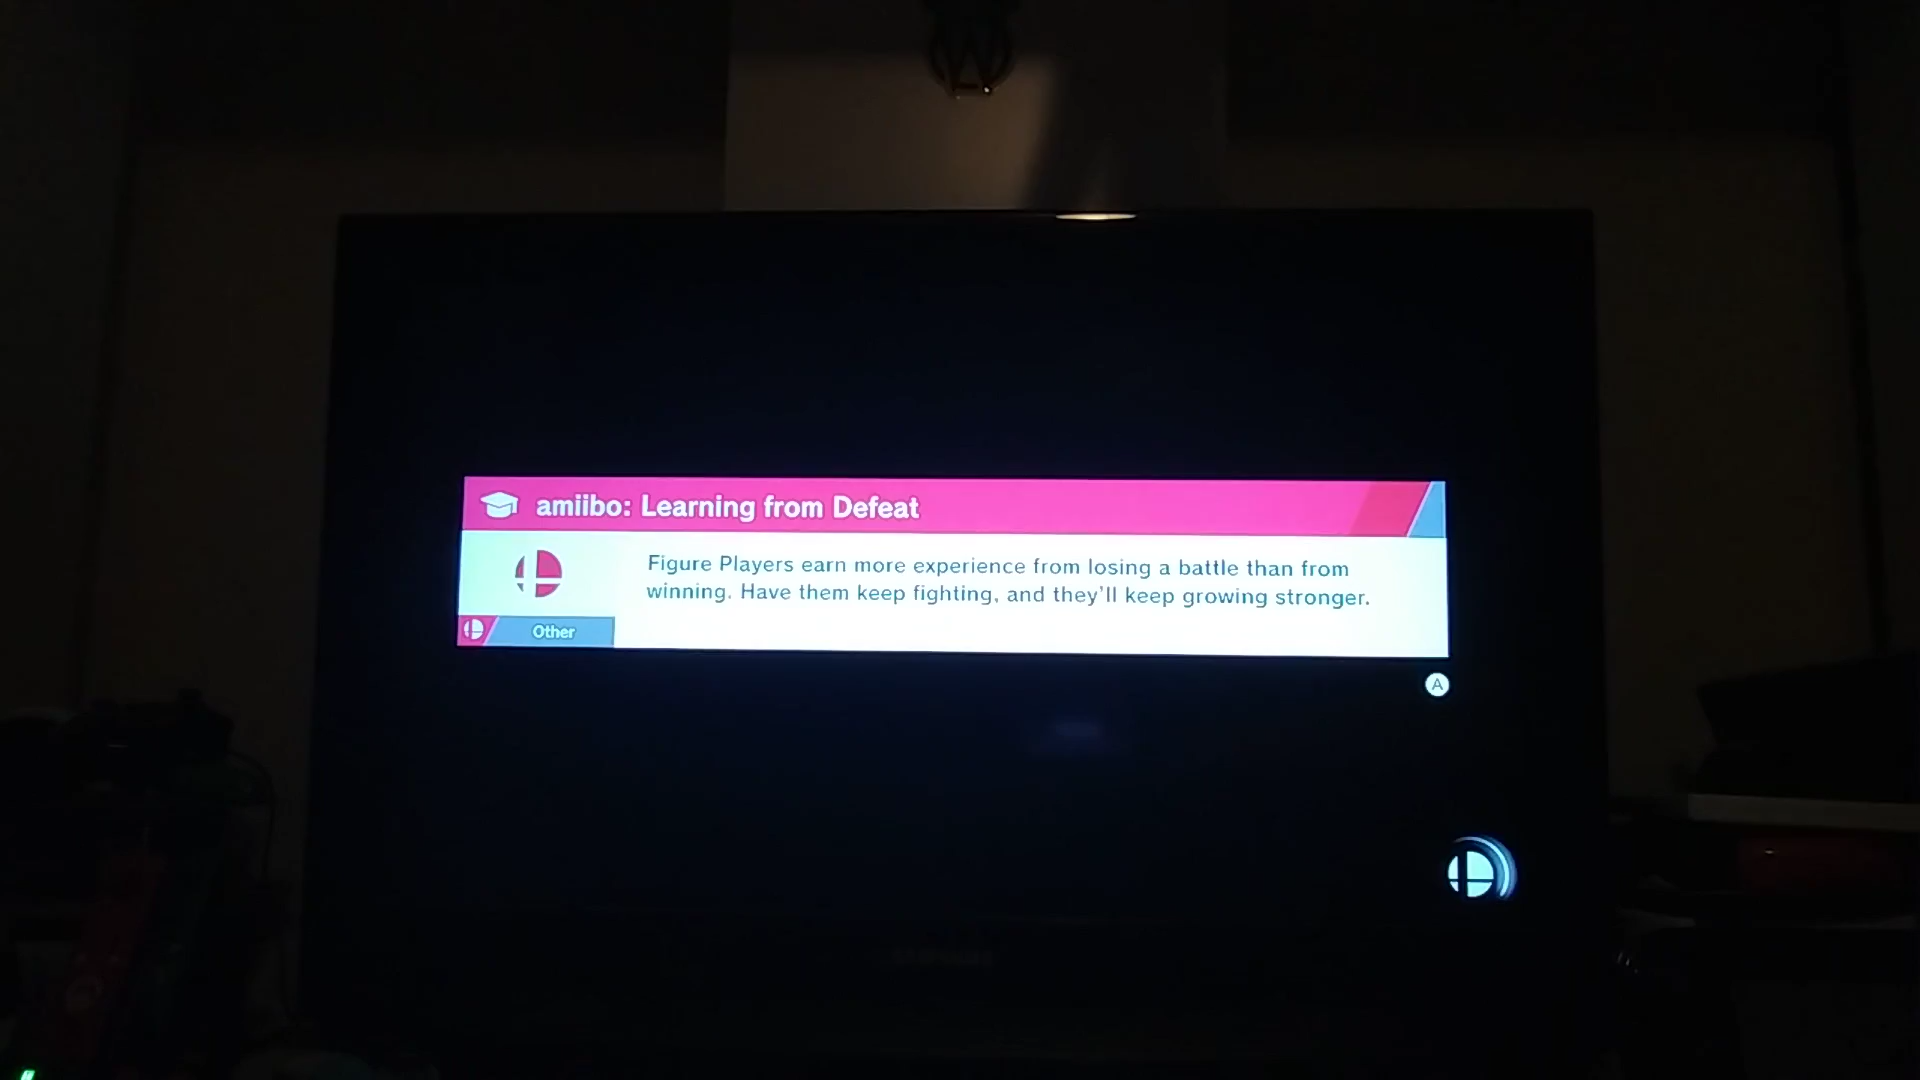 amiibo: Learning from Defeat
Figure Players earn more experience from losing a battle than from
winning. Have them keep fighting, and they'll keep growing stronger.
Other
A